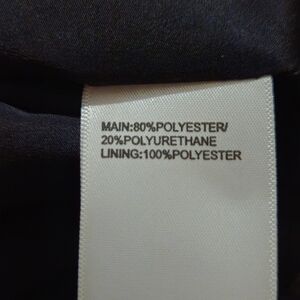 MAIN:80%POLYESTER/
20%POLYURETHANE
LINING:100%POLYESTER